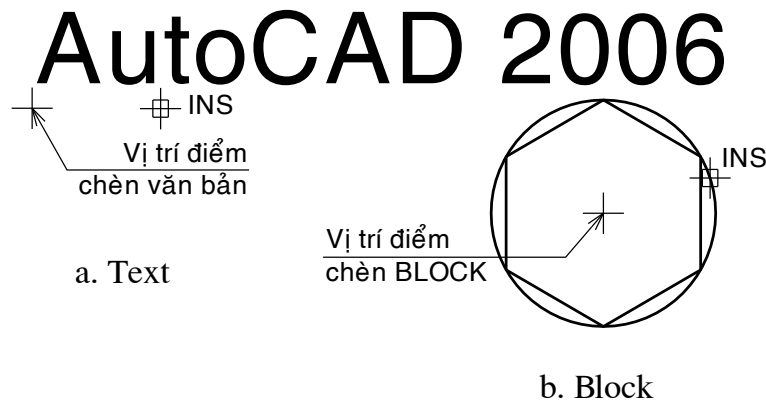 AutoCAD 2006
INS
Vị trí điểm
chèn văn bản
a. Text
INS
Vị trí điểm
chèn BLOCK
b. Block